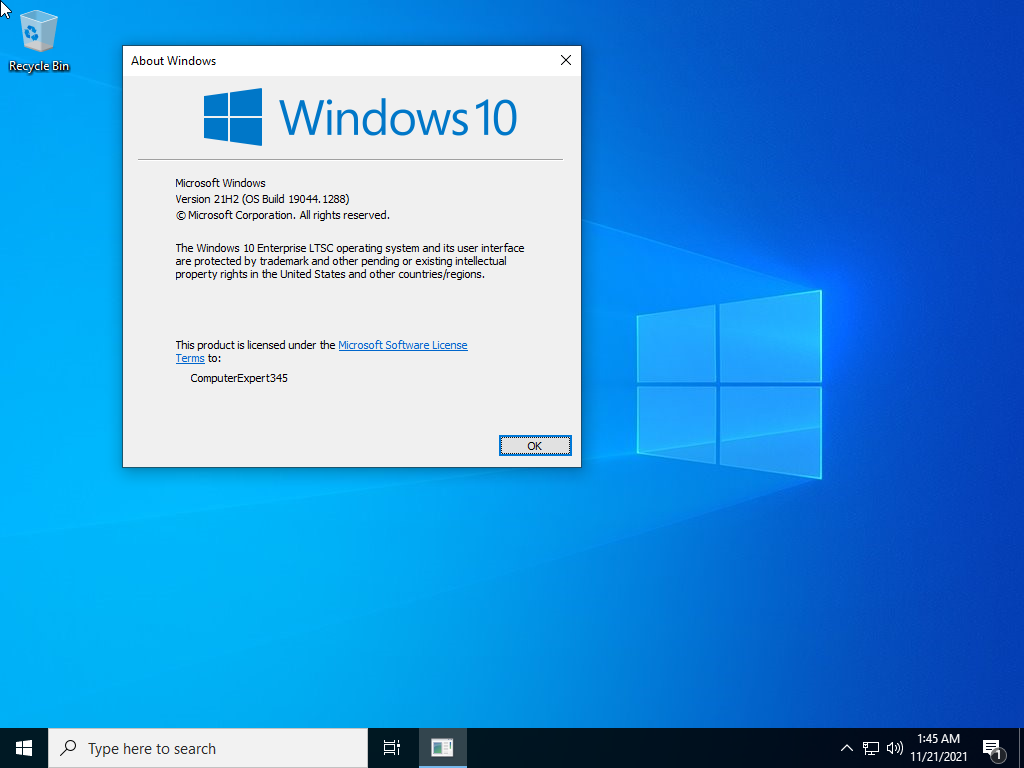 Recycle Bin
About Windows
Windows 10
Microsoft Windows
Version 21H2 (OS Build 19044.1288)
© Microsoft Corporation. All rights reserved.
The Windows 10 Enterprise LTSC operating system and its user interface
are protected by trademark and other pending or existing intellectual
property rights in the United States and other countries/regions.
This product is licensed under the Microsoft Software License
Terms to:
ComputerExpert345
OK
Type here to search
1:45 AM
11/21/2021
1